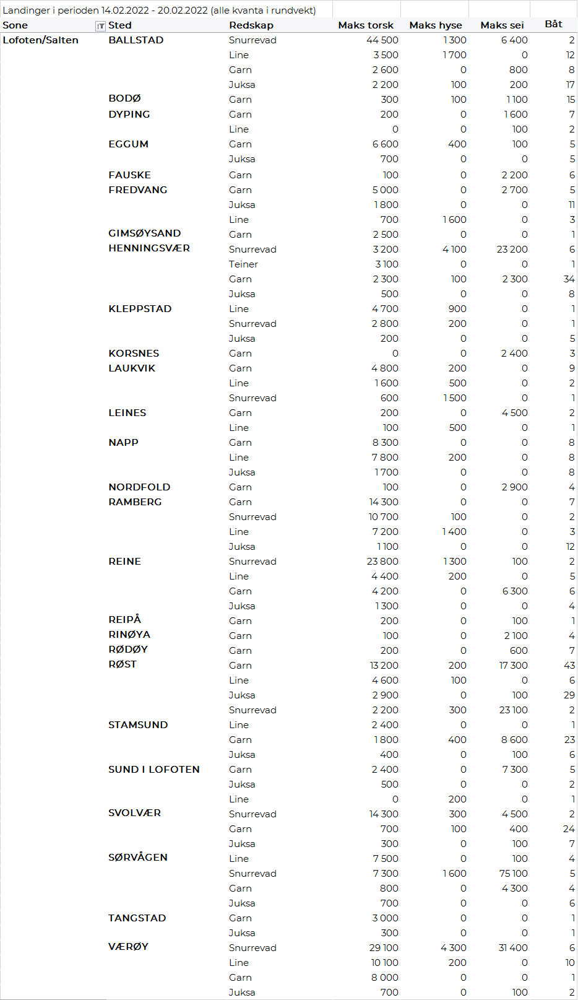 Landinger i perioden 14.02.2022 - 20.02.2022 (alle kvanta i rundvekt)
Sone Sted Redskap Maks torsk Maks hyse Maks sei Båt
Lofoten/Salten BALLSTAD Snurrevad 44 500 1 300 6 400 2
Line 3 500 1 700 0 12
Garn 2 600 0 800 8
Juksa 2 200 100 200 17
BODØ Garn 300 100 1 100 15
DYPING Garn 200 0 1 600 7
Line 0 0 100 2
EGGUM Garn 6 600 400 100 5
Juksa 700 0 0 5
FAUSKE Garn 100 0 2 200 6
FREDVANG Garn 5 000 0 2 700 5
Juksa 1 800 0 0 11
Line 700 1 600 0 3
GIMSØYSAND Garn 2 500 0 0 1
HENNINGSVÆR Snurrevad 3 200 4 100 23 200 6
Teiner 3 100 0 0 1
Garn 2 300 100 2 300 34
Juksa 500 0 0 8
KLEPPSTAD Line 4 700 900 0 1
Snurrevad 2 800 200 0 1
Juksa 200 0 0 5
KORSNES Garn 0 0 2 400 3
LAUKVIK Garn 4 800 200 0 9
Line 1 600 500 0 2
Snurrevad 600 1 500 0 1
LEINES Garn 200 0 4 500 2
Line 100 500 0 1
NAPP Garn 8 300 0 0 8
Line 7 800 200 0 8
Juksa 1 700 0 0 8
NORDFOLD Garn 100 0 2 900 4
RAMBERG Garn 14 300 0 0 7
Snurrevad 10 700 100 0 2
Line 7 200 1 400 0 3
Juksa 1 100 0 0 12
REINE Snurrevad 23 800 1 300 100 2
Line 4 400 200 0 5
Garn 4 200 0 6 300 6
Juksa 1 300 0 0 4
REIPÅ Garn 200 0 100 1
RINØYA Garn 100 0 2 100 4
RØDØY Garn 200 0 600 7
RØST Garn 13 200 200 17 300 43
Line 4 600 100 0 6
Juksa 2 900 0 100 29
Snurrevad 2 200 300 23 100 2
STAMSUND Line 2 400 0 0 1
Garn 1 800 400 8 600 23
Juksa 400 0 100 6
SUND I LOFOTEN Garn 2 400 0 7 300 5
Juksa 500 0 0 2
Line 0 200 0 1
SVOLVÆR Snurrevad 14 300 300 4 500 2
Garn 700 100 400 24
Juksa 300 0 100 7
SØRVÅGEN Line 7 500 0 100 4
Snurrevad 7 300 1 600 75 100 5
Garn 800 0 4 300 4
Juksa 700 0 0 6
TANGSTAD Garn 3 000 0 0 1
Juksa 300 0 0 1
VÆRØY Snurrevad 29 100 4 300 31 400 6
Line 10 100 200 0 10
Garn 8 000 0 0 1
Juksa 700 0 100 2